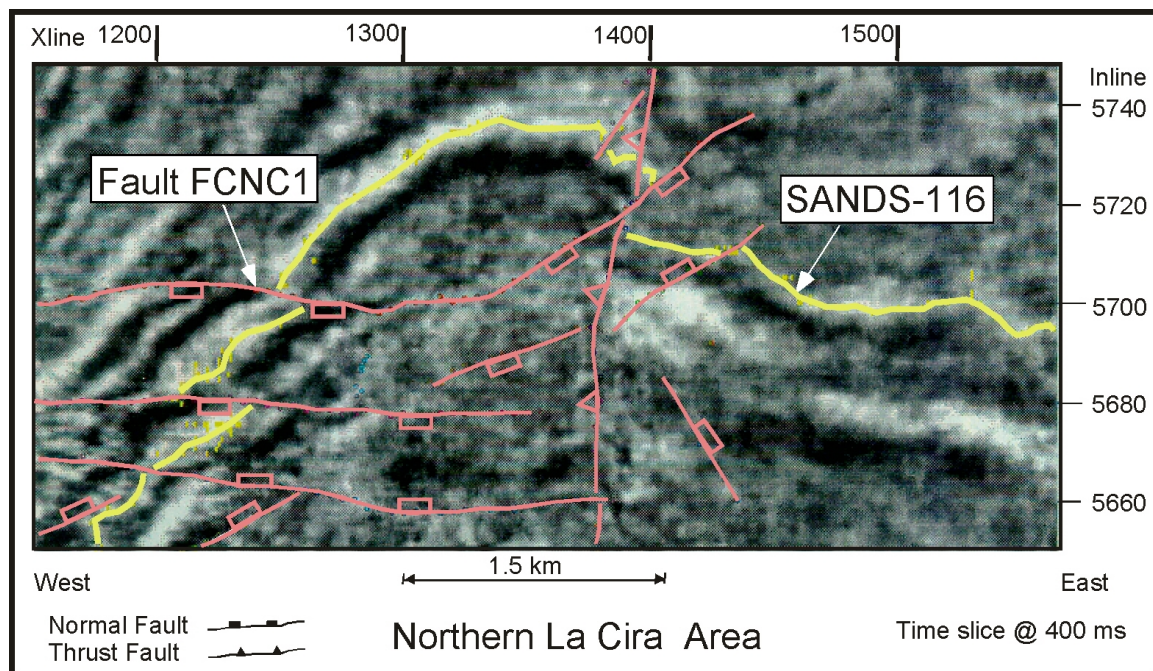 Xline 1200 1300 1400 1500
Inline
5740
Fault FCNC1
SANDS-116
5720
5700
5680
5660
1.5 km
West
East
Normal Fault
Thrust Fault
Northern La Cira Area
Time slice @ 400 ms